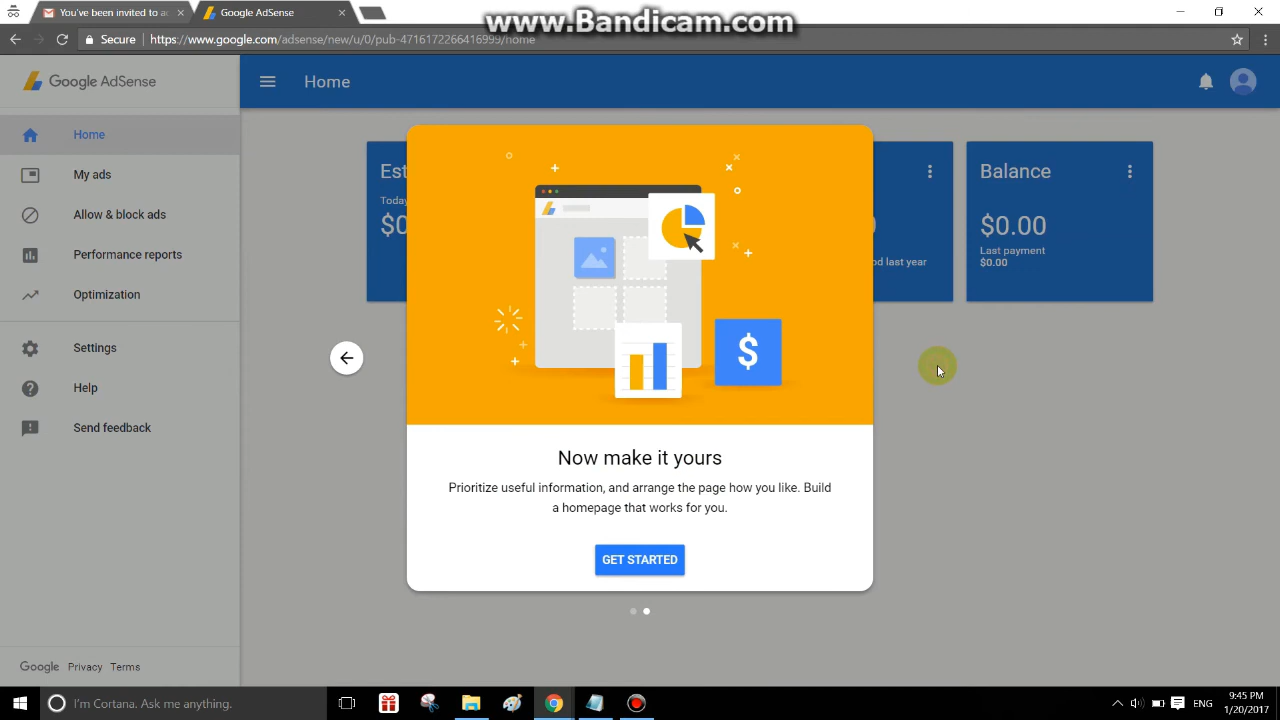 You've been invited to a
Google AdSense
www.Bandicam.com
Secure
https://www.google.com/adsense/new/u/0/pub-4716172266416999/home
Google AdSense
Home
Home
My ads
Allow & block ads
Performance reports
Optimization
Settings
Help
Send feedback
Google Privacy Terms
Est
Today
$0
od last year
Balance
$0.00
Last payment
$0.00
$
Now make it yours
Prioritize useful information, and arrange the page how you like. Build
a homepage that works for you.
GET STARTED
I'm Cortana. Ask me anything.
ENG
9:45 PM
1/20/2017